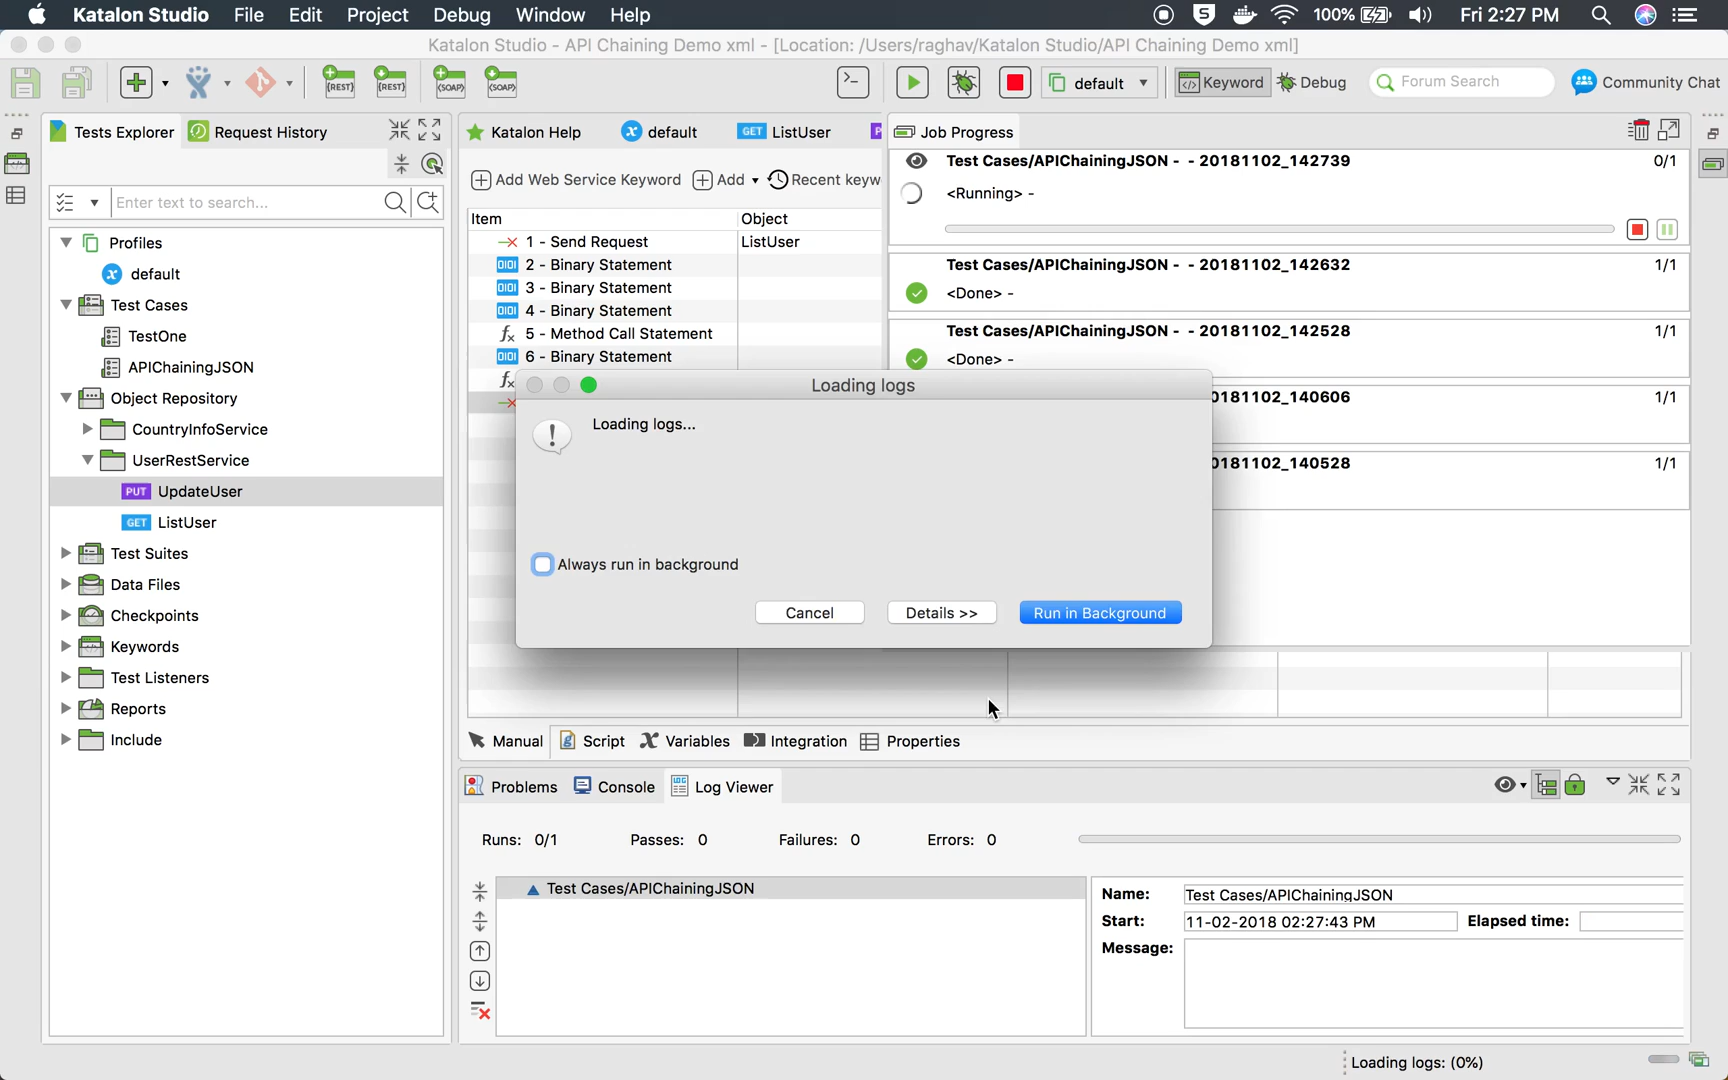 Katalon Studio File Edit Project Debug Window Help 100% Fri 2:27 PM
Katalon Studio - API Chaining Demo xml - [Location: /Users/raghav/Katalon Studio/API Chaining Demo xml]
{REST} {REST} {SOAP} {SOAP} default Keyword Debug Forum Search Community Chat
Tests Explorer Request History
Enter text to search...
Profiles
default
Test Cases
TestOne
APIChainingJSON
Object Repository
CountryInfoService
UserRestService
PUT UpdateUser
GET ListUser
Test Suites
Data Files
Checkpoints
Keywords
Test Listeners
Reports
Include
Katalon Help default GET ListUser
Add Web Service Keyword Add Recent keyw
Item Object
1 - Send Request ListUser
2 - Binary Statement
3 - Binary Statement
4 - Binary Statement
5 - Method Call Statement
6 - Binary Statement
Job Progress
Test Cases/APIChainingJSON - - 20181102_142739 0/1
<Running> -
Test Cases/APIChainingJSON - - 20181102_142632 1/1
<Done> -
Test Cases/APIChainingJSON - - 20181102_142528 1/1
<Done> -
20181102_140606 1/1
20181102_140528 1/1
Loading logs
Loading logs...
Always run in background
Cancel Details >> Run in Background
Manual Script Variables Integration Properties
Problems Console Log Viewer
Runs: 0/1 Passes: 0 Failures: 0 Errors: 0
Test Cases/APIChainingJSON
Name: Test Cases/APIChainingJSON
Start: 11-02-2018 02:27:43 PM Elapsed time:
Message:
Loading logs: (0%)